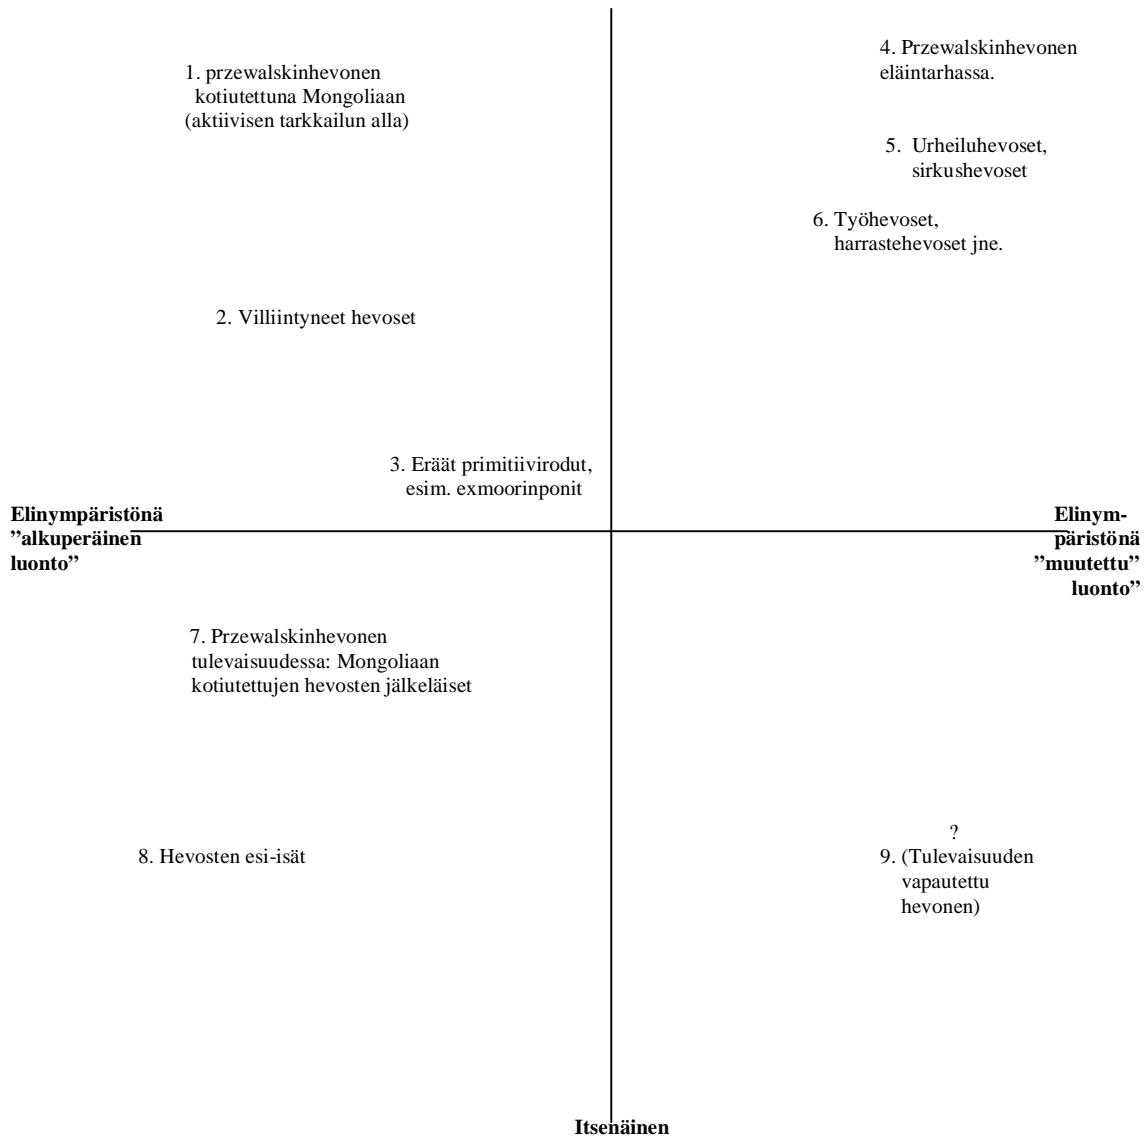 1. przewalskinhevonen
kotiutettuna Mongoliaan
(aktiivisen tarkkailun alla)
4. Przewalskinhevonen
eläintarhassa.
5. Urheiluhevoset,
sirkushevoset
6. Työhevoset,
harrastehevoset jne.
2. Villiintyneet hevoset
3. Eräät primitiivirodut,
esim. exmoorinponit
Elinympäristönä
”alkuperäinen
luonto”
Elinym-
päristönä
”muutettu”
luonto”
7. Przewalskinhevonen
tulevaisuudessa: Mongoliaan
kotiutettujen hevosten jälkeläiset
8. Hevosten esi-isät
?
9. (Tulevaisuuden
vapautettu
hevonen)
Itsenäinen